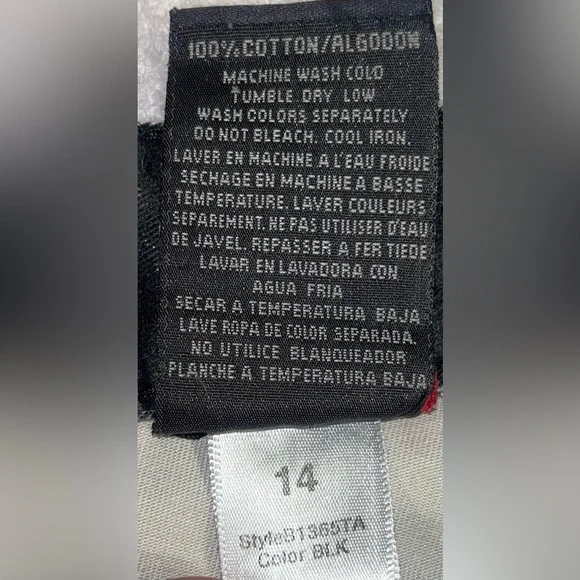 100% COTTON/ALGODON
MACHINE WASH COLD
TUMBLE DRY LOW
WASH COLORS SEPARATELY
DO NOT BLEACH. COOL IRON.
LAVER EN MACHINE A L'EAU FROIDE
SECHAGE EN MACHINE A BASSE
TEMPERATURE. LAVER COULEURS
SEPAREMENT. NE PAS UTILISER D'EAU
DE JAVEL. REPASSER A FER TIEDE
LAVAR EN LAVADORA CON
AGUA FRIA
SECAR A TEMPERATURA BAJA
LAVE ROPA DE COLOR SEPARADA.
NO UTILICE BLANQUEADOR
PLANCHE A TEMPERATURA BAJA
14
StyleB1365TA
Color BLK